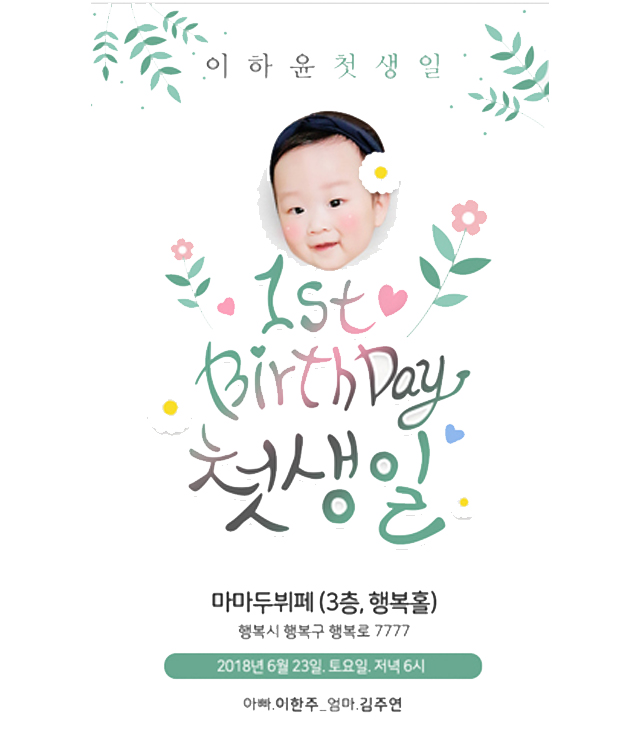 이하윤 첫생일
1st
BirthDay
첫생일
마마두뷔페 (3층, 행복홀)
행복시 행복구 행복로 7777
2018년 6월 23일. 토요일. 저녁 6시
아빠.이한주_엄마.김주연